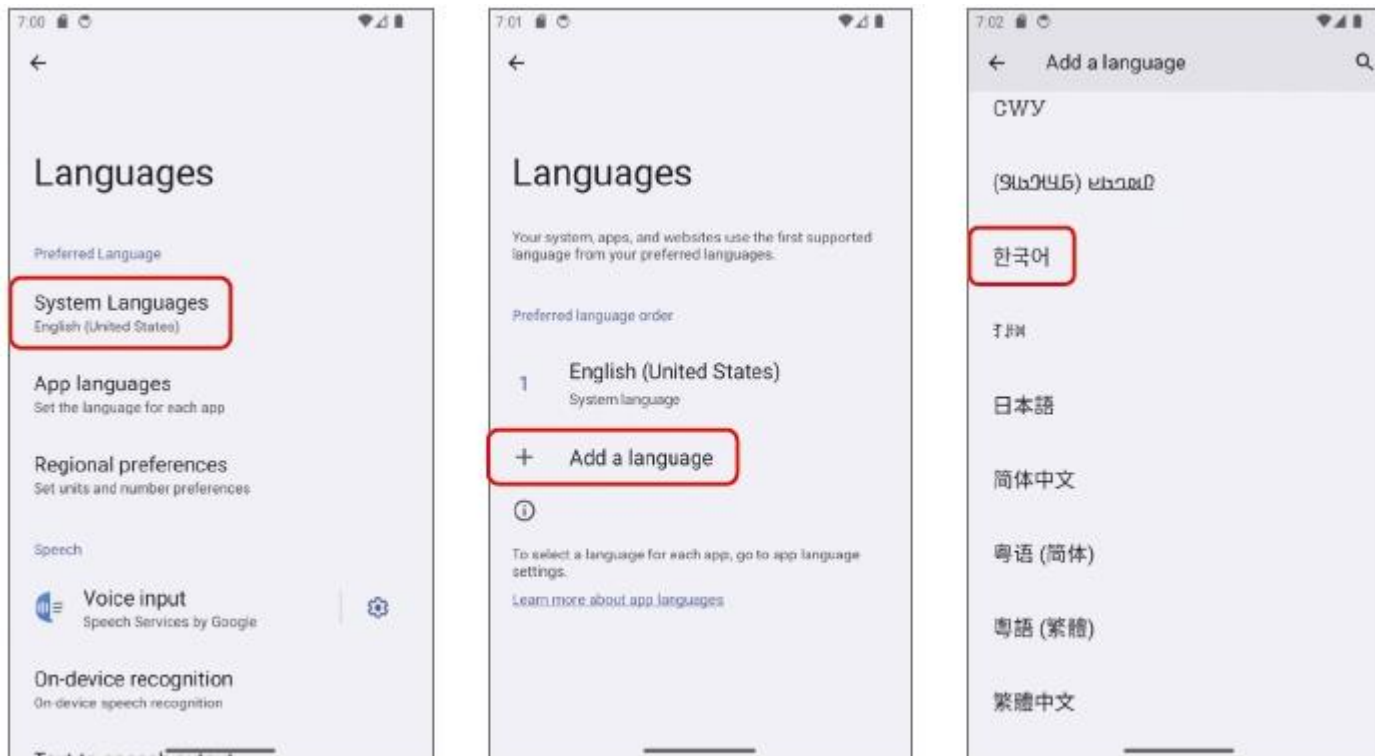 7:00
Languages
Preferred Language
System Languages
English (United States)
App languages
Set the language for each app
Regional preferences
Set units and number preferences
Speech
Voice input
Speech Services by Google
On-device recognition
On-device speech recognition
7:01
Languages
Your system, apps, and websites use the first supported
language from your preferred languages.
Preferred language order
1
English (United States)
System language
+ Add a language
To select a language for each app, go to app language
settings.
Learn more about app languages
7:02
Add a language
한국어
日本語
简体中文
粤语 (简体)
粵語 (繁體)
繁體中文